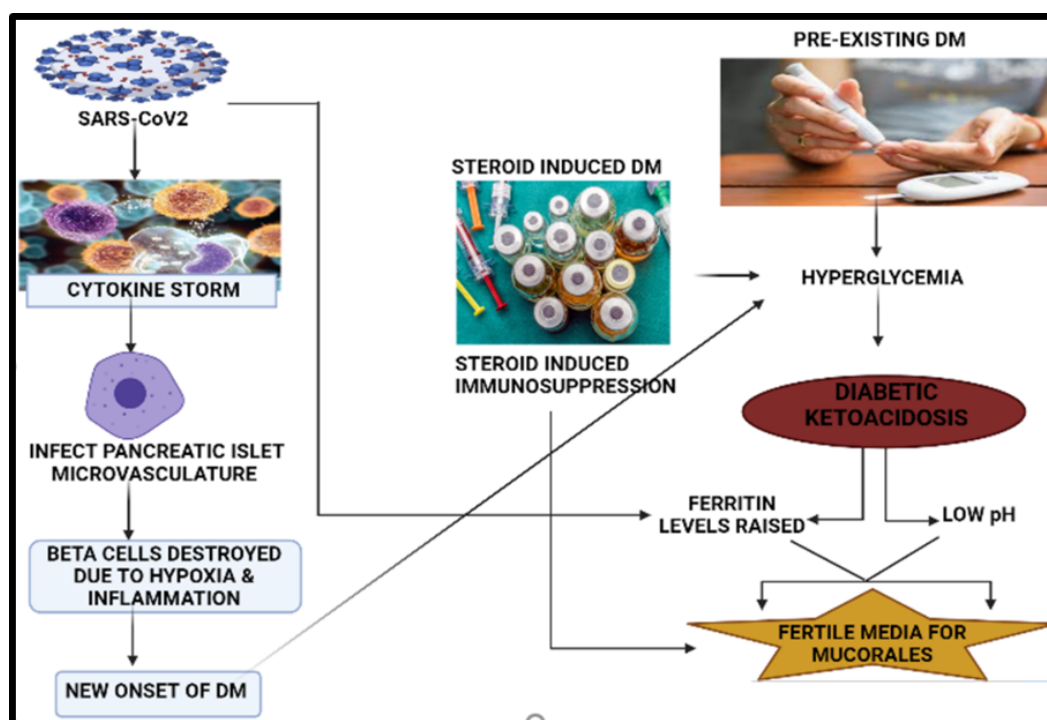 SARS-CoV2
CYTOKINE STORM
INFECT PANCREATIC ISLET
MICROVASCULATURE
BETA CELLS DESTROYED
DUE TO HYPOXIA &
INFLAMMATION
NEW ONSET OF DM
STEROID INDUCED DM
STEROID INDUCED
IMMUNOSUPPRESSION
PRE-EXISTING DM
HYPERGLYCEMIA
DIABETIC
KETOACIDOSIS
FERRITIN
LEVELS RAISED
LOW pH
FERTILE MEDIA FOR
MUCORALES